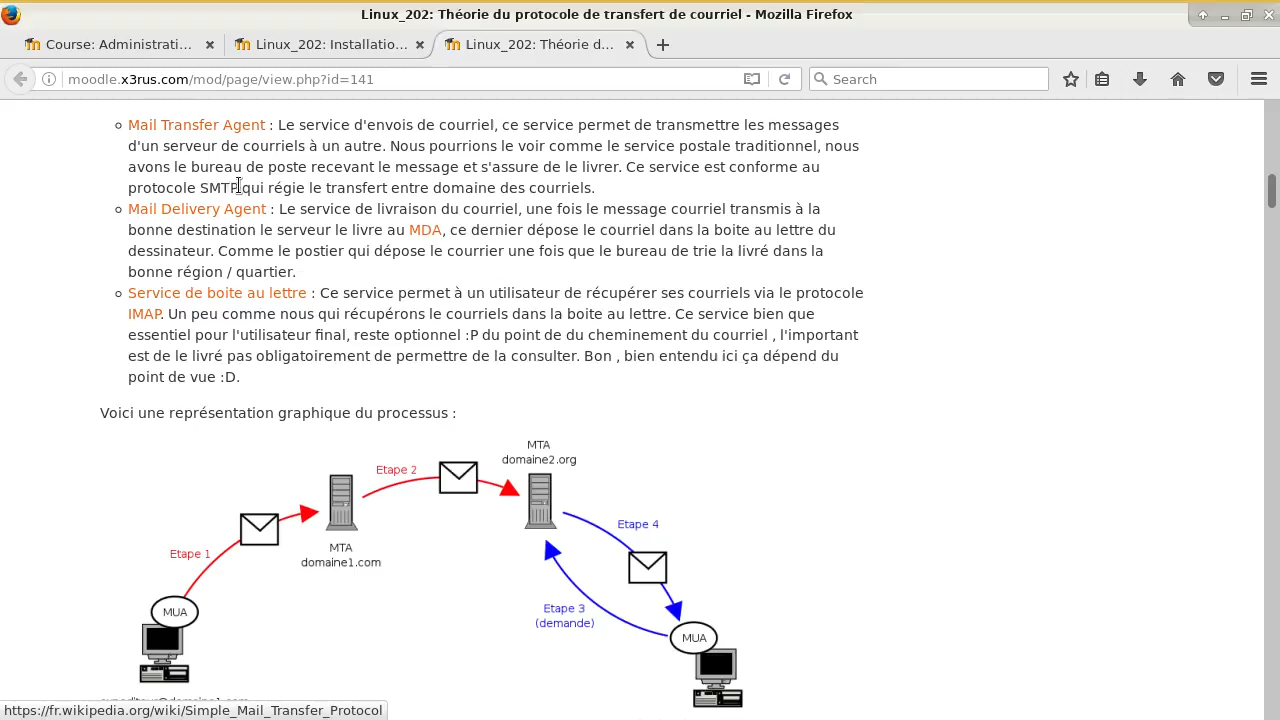 Linux_202: Théorie du protocole de transfert de courriel - Mozilla Firefox
Course: Administrati...
Linux_202: Installatio...
Linux_202: Théorie d...
moodle.x3rus.com/mod/page/view.php?id=141
Search
Mail Transfer Agent : Le service d'envois de courriel, ce service permet de transmettre les messages
d'un serveur de courriels à un autre. Nous pourrions le voir comme le service postale traditionnel, nous
avons le bureau de poste recevant le message et s'assure de le livrer. Ce service est conforme au
protocole SMTP qui régie le transfert entre domaine des courriels.
Mail Delivery Agent : Le service de livraison du courriel, une fois le message courriel transmis à la
bonne destination le serveur le livre au MDA, ce dernier dépose le courriel dans la boite au lettre du
dessinateur. Comme le postier qui dépose le courrier une fois que le bureau de trie la livré dans la
bonne région / quartier.
Service de boite au lettre : Ce service permet à un utilisateur de récupérer ses courriels via le protocole
IMAP. Un peu comme nous qui récupérons le courriels dans la boite au lettre. Ce service bien que
essentiel pour l'utilisateur final, reste optionnel :P du point de du cheminement du courriel , l'important
est de le livré pas obligatoirement de permettre de la consulter. Bon , bien entendu ici ça dépend du
point de vue :D.
Voici une représentation graphique du processus :
MTA
domaine2.org
Etape 2
Etape 4
Etape 1
MTA
domaine1.com
Etape 3
(demande)
MUA
MUA
http://fr.wikipedia.org/wiki/Simple_Mail_Transfer_Protocol